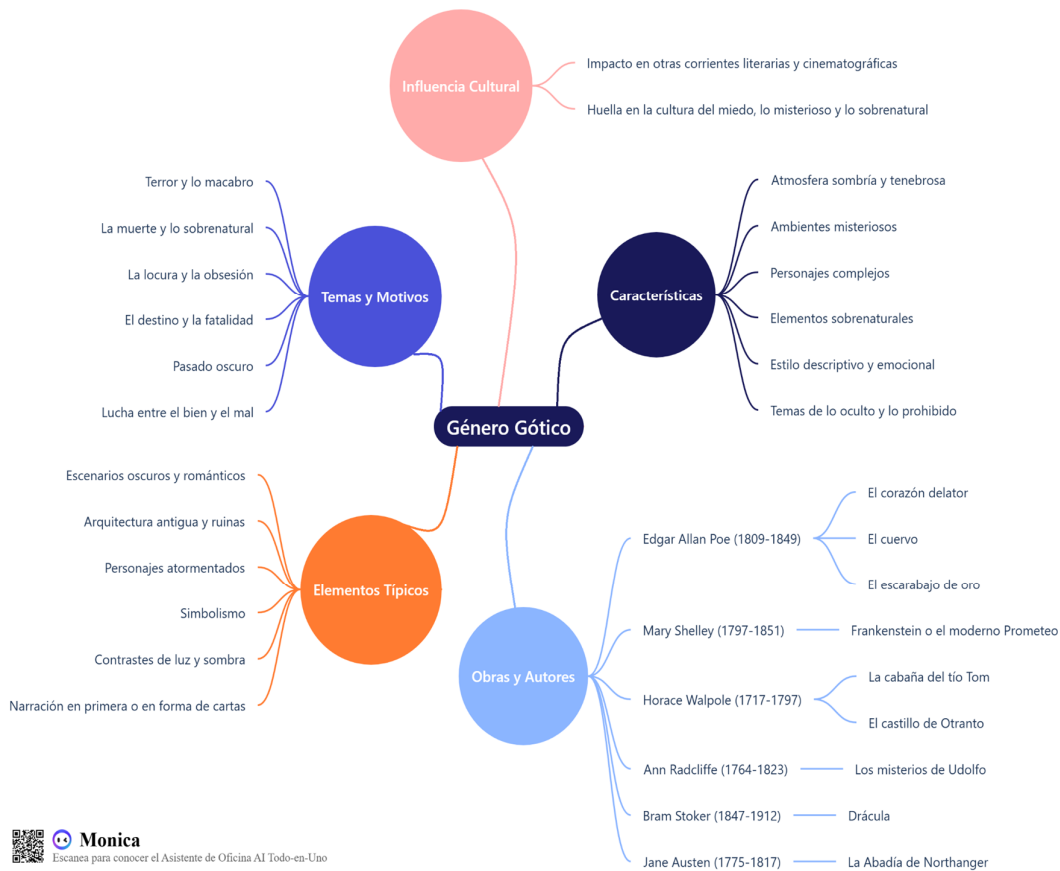 Influencia Cultural
Impacto en otras corrientes literarias y cinematográficas
Huella en la cultura del miedo, lo misterioso y lo sobrenatural
Temas y Motivos
Terror y lo macabro
La muerte y lo sobrenatural
La locura y la obsesión
El destino y la fatalidad
Pasado oscuro
Lucha entre el bien y el mal
Características
Atmosfera sombría y tenebrosa
Ambientes misteriosos
Personajes complejos
Elementos sobrenaturales
Estilo descriptivo y emocional
Temas de lo oculto y lo prohibido
Género Gótico
Elementos Típicos
Escenarios oscuros y románticos
Arquitectura antigua y ruinas
Personajes atormentados
Simbolismo
Contrastes de luz y sombra
Narración en primera o en forma de cartas
Obras y Autores
Edgar Allan Poe (1809-1849)
El corazón delator
El cuervo
El escarabajo de oro
Mary Shelley (1797-1851)
Frankenstein o el moderno Prometeo
Horace Walpole (1717-1797)
La cabaña del tío Tom
El castillo de Otranto
Ann Radcliffe (1764-1823)
Los misterios de Udolfo
Bram Stoker (1847-1912)
Drácula
Jane Austen (1775-1817)
La Abadía de Northanger
Monica
Escanea para conocer el Asistente de Oficina AI Todo-en-Uno